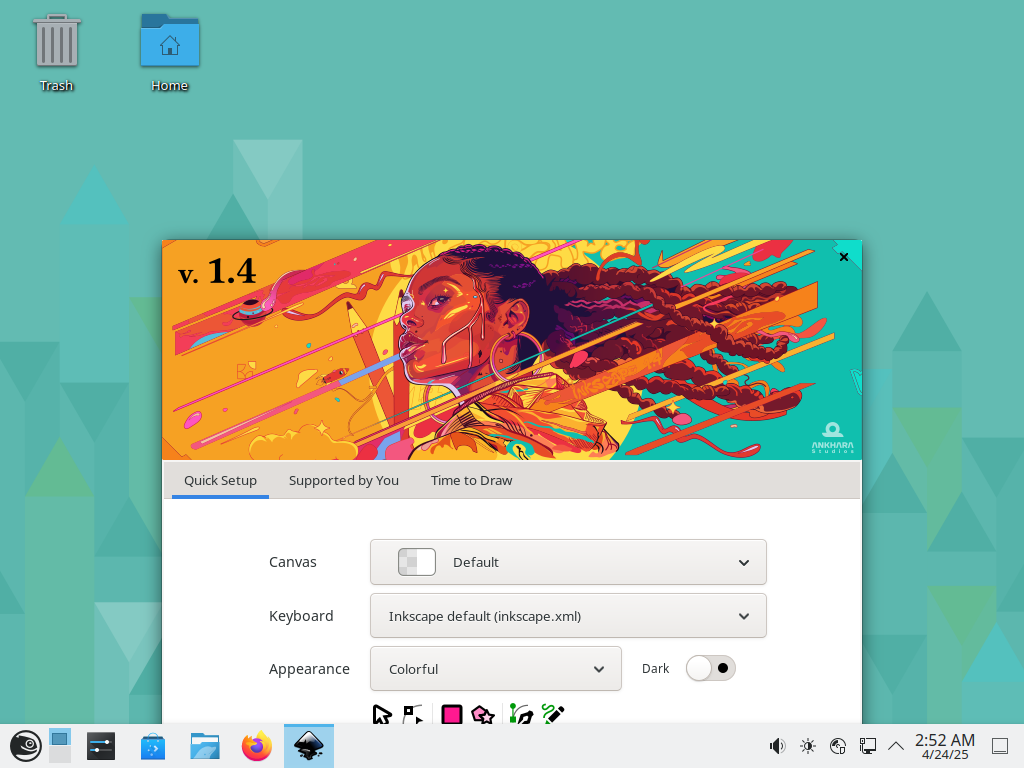 Trash
Home
v. 1.4
ANKHARA
Studios
Quick Setup
Supported by You
Time to Draw
Canvas
Default
Keyboard
Inkscape default (inkscape.xml)
Appearance
Colorful
Dark
2:52 AM
4/24/25